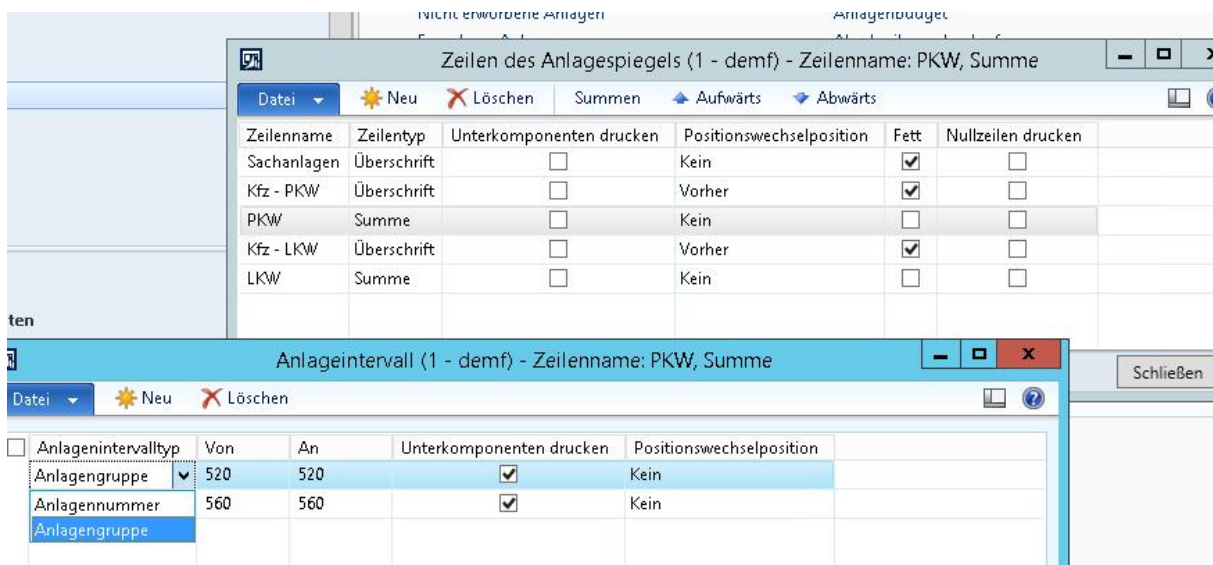 Nicht erworbene Anlagen Anlagenbudget
Zeilen des Anlagespiegels (1 - demf) - Zeilenname: PKW, Summe
Datei Neu Löschen Summen Aufwärts Abwärts
Zeilenname Zeilentyp Unterkomponenten drucken Positionswechselposition Fett Nullzeilen drucken
Sachanlagen Überschrift Kein
Kfz - PKW Überschrift Vorher
PKW Summe Kein
Kfz - LKW Überschrift Vorher
LKW Summe Kein
ten
Anlageintervall (1 - demf) - Zeilenname: PKW, Summe
Schließen
Datei Neu Löschen
Anlagenintervalltyp Von An Unterkomponenten drucken Positionswechselposition
Anlagengruppe 520 520 Kein
Anlagennummer 560 560 Kein
Anlagengruppe